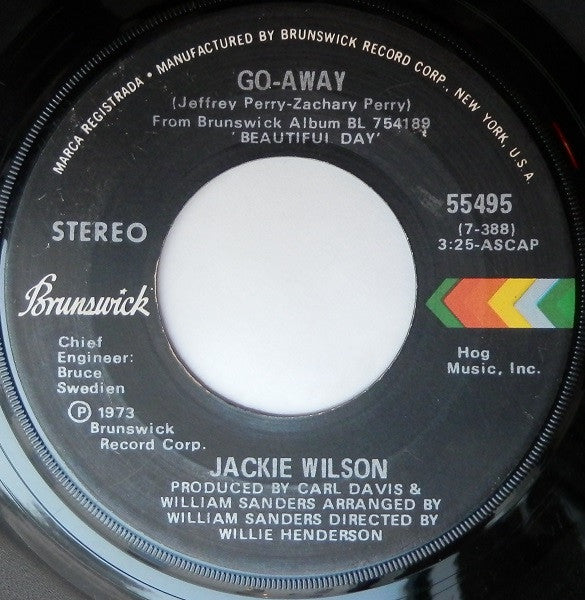 MARCA REGISTRADA • MANUFACTURED BY BRUNSWICK RECORD CORP., NEW YORK, U.S.A.
GO-AWAY
(Jeffrey Perry-Zachary Perry)
From Brunswick Album BL 754189
'BEAUTIFUL DAY'
STEREO
55495
(7-388)
3:25-ASCAP
Brunswick
Chief
Engineer:
Bruce
Swedien
Hog
Music, Inc.
℗ 1973
Brunswick
Record Corp.
JACKIE WILSON
PRODUCED BY CARL DAVIS &
WILLIAM SANDERS ARRANGED BY
WILLIAM SANDERS DIRECTED BY
WILLIE HENDERSON